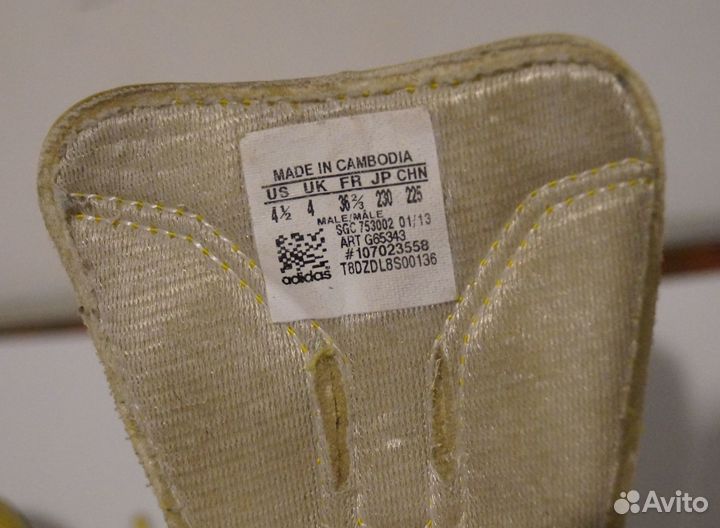 MADE IN CAMBODIA
US UK FR JP CHN
4½ 4 36⅔ 230 225
MALE/MÂLE
SGC 753002 01/13
ART G65343
#107023558
T8DZDL8S00136
adidas
Avito